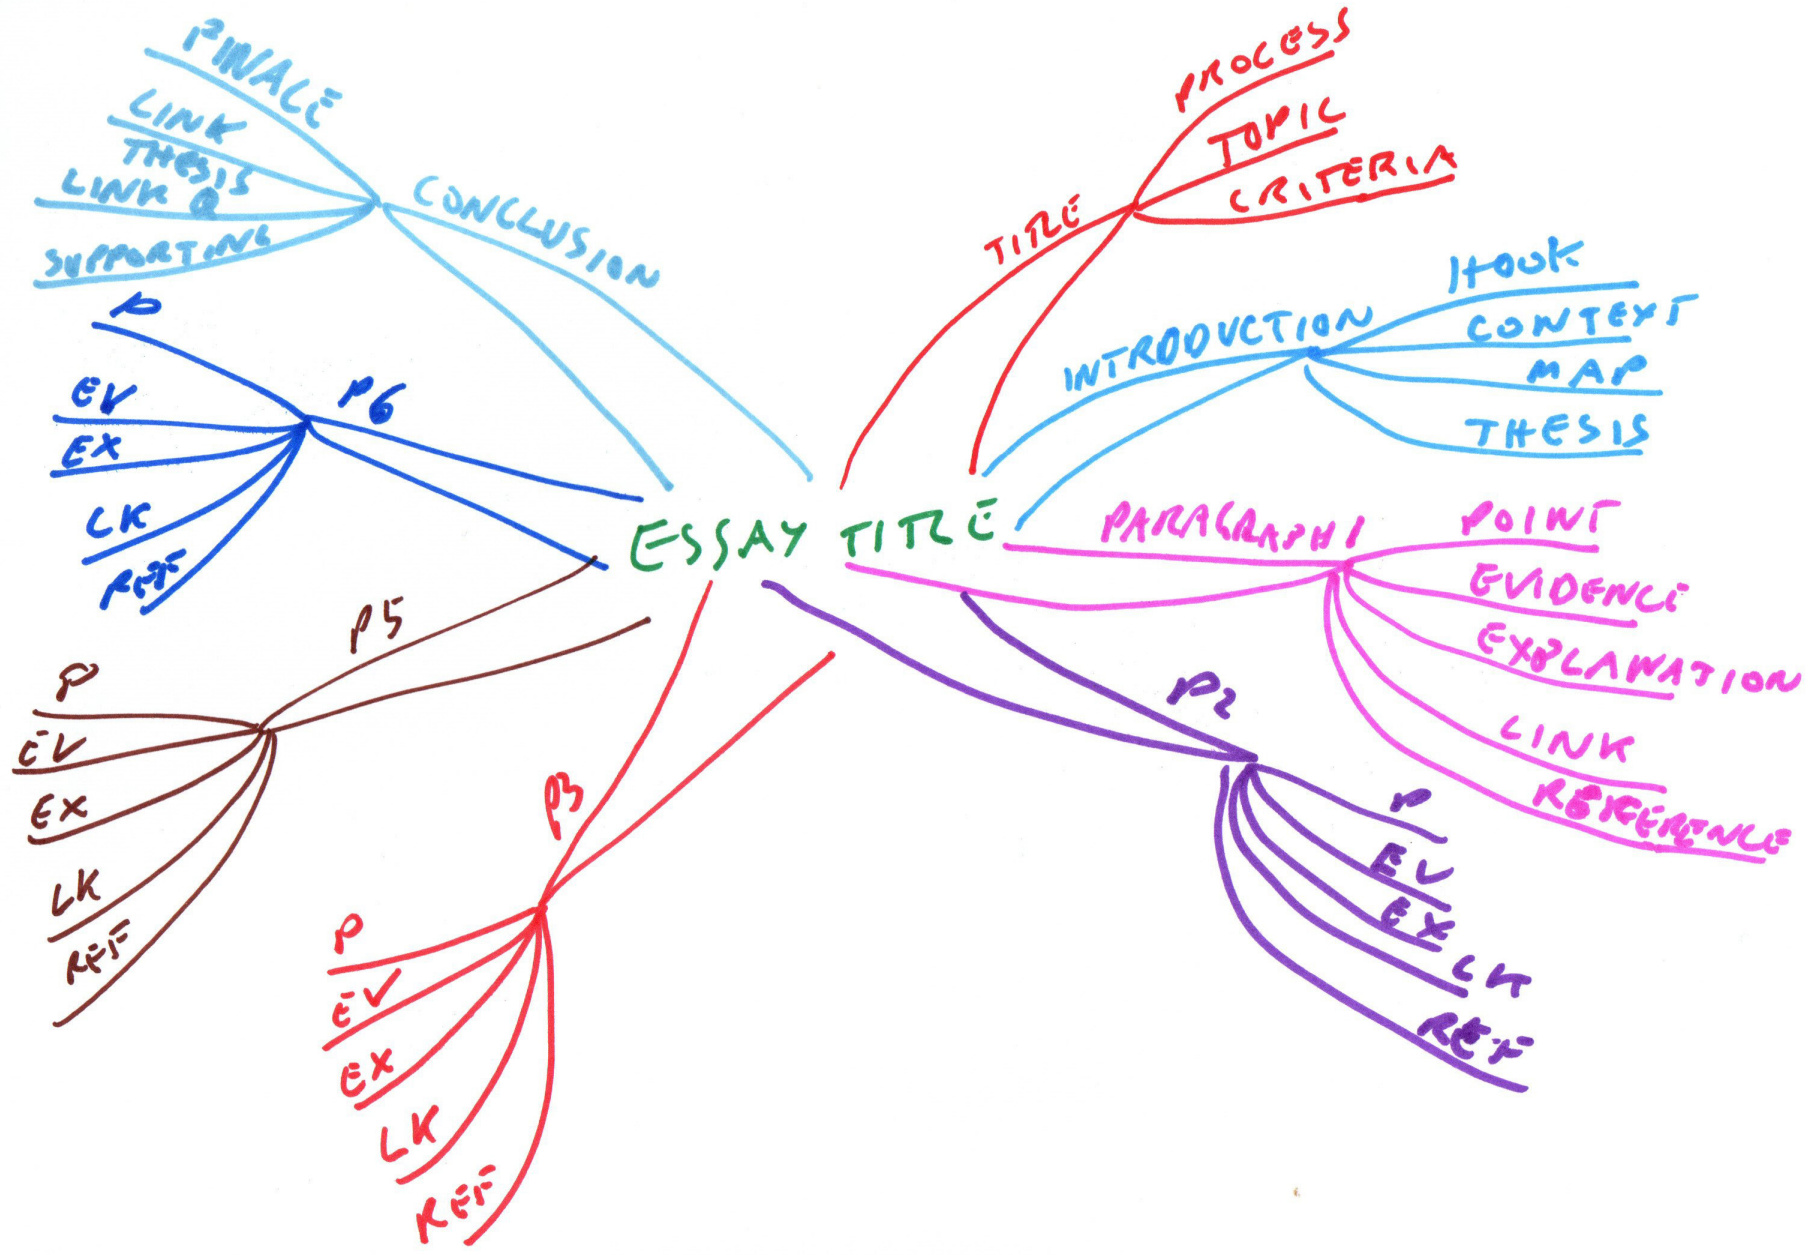 ESSAY TITLE
TITLE
PROCESS
TOPIC
CRITERIA
INTRODUCTION
HOOK
CONTEXT
MAP
THESIS
PARAGRAPH 1
POINT
EVIDENCE
EXPLANATION
LINK
REFERENCE
P2
P
EV
EX
LK
REF
P3
P
EV
EX
LK
REF
P5
P
EV
EX
LK
REF
P6
P
EV
EX
LK
REF
CONCLUSION
FINALE
LINK
THESIS
LINK Q
SUPPORTING